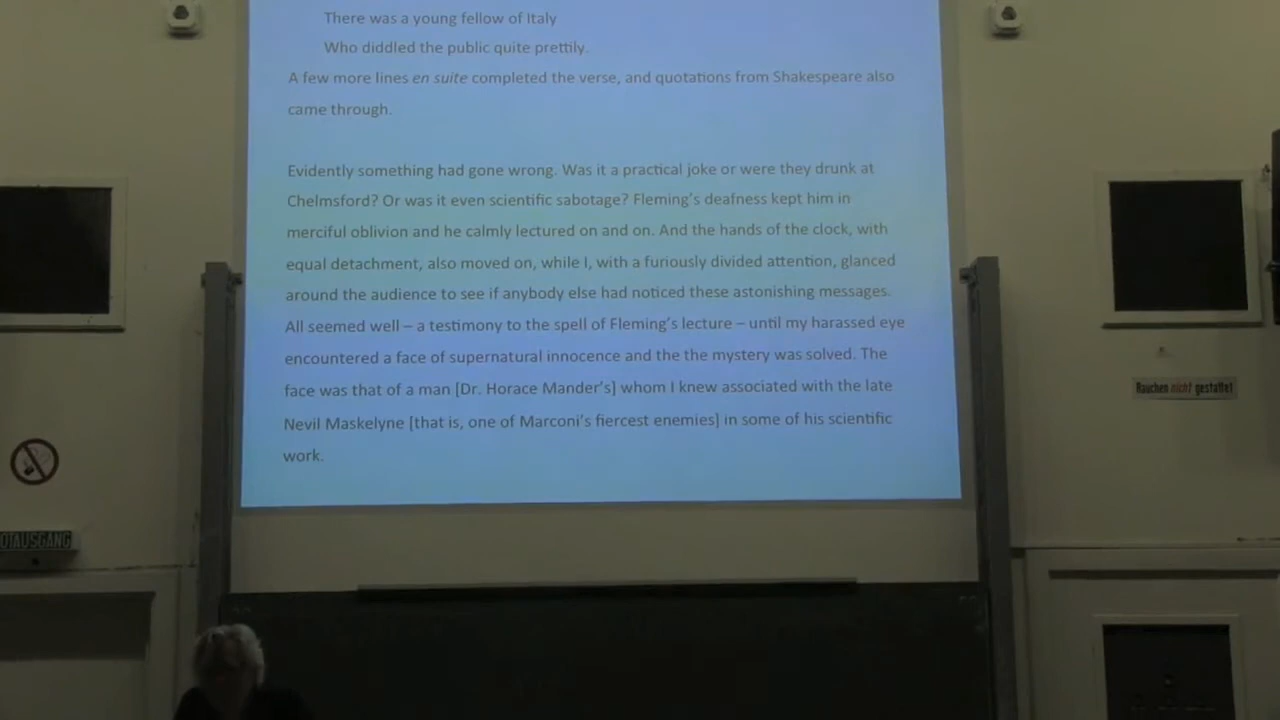 There was a young fellow of Italy
Who diddled the public quite prettily.
A few more lines en suite completed the verse, and quotations from Shakespeare also
came through.
Evidently something had gone wrong. Was it a practical joke or were they drunk at
Chelmsford? Or was it even scientific sabotage? Fleming's deafness kept him in
merciful oblivion and he calmly lectured on and on. And the hands of the clock, with
equal detachment, also moved on, while I, with a furiously divided attention, glanced
around the audience to see if anybody else had noticed these astonishing messages.
All seemed well – a testimony to the spell of Fleming's lecture – until my harassed eye
encountered a face of supernatural innocence and the the mystery was solved. The
face was that of a man [Dr. Horace Mander's] whom I knew associated with the late
Nevil Maskelyne [that is, one of Marconi's fiercest enemies] in some of his scientific
work.
Rauchen nicht gestattet
OTAUSGANG